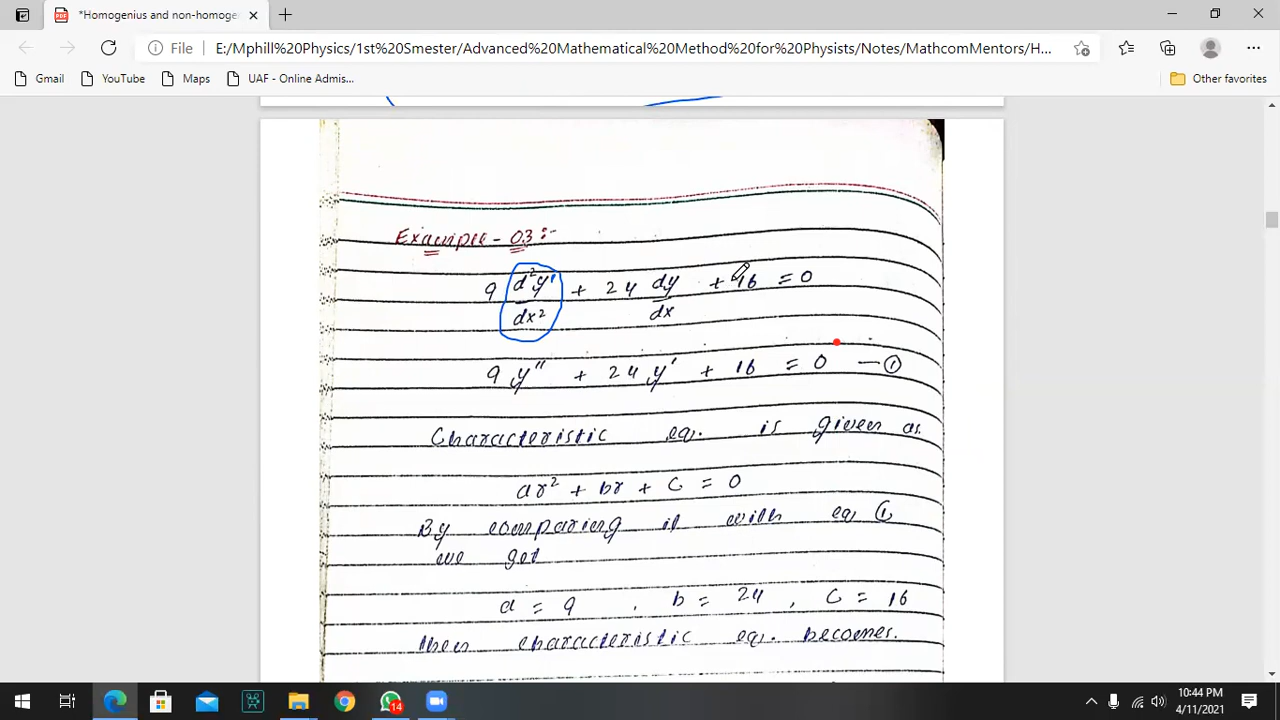 *Homogenius and non-homoge
File
E:/Mphill%20Physics/1st%20Smester/Advanced%20Mathematical%20Method%20for%20Physists/Notes/MathcomMentors/H...
Gmail YouTube Maps UAF - Online Admis... Other favorites
Example - 03 :-
9 d²y/dx² + 24 dy/dx + 16 = 0
9 y'' + 24 y' + 16 = 0 — ①
Characteristic eq. is given as.
ar² + br + c = 0
By comparing it with eq ①
we get
a = 9 , b = 24 , c = 16
then characteristic eq. becomes.
14
10:44 PM
4/11/2021